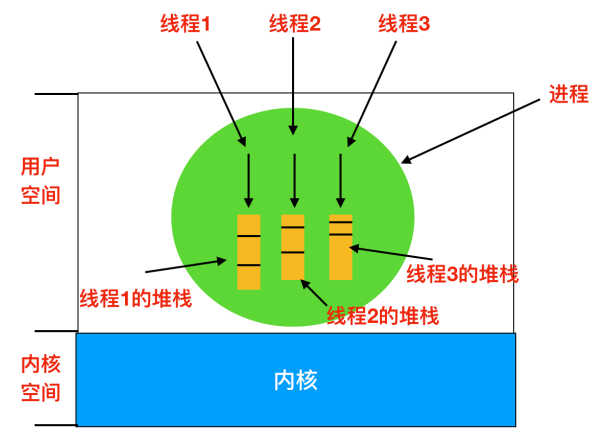 线程1
线程2
线程3
进程
用户
空间
线程3的堆栈
线程1的堆栈
线程2的堆栈
内核
空间
内核